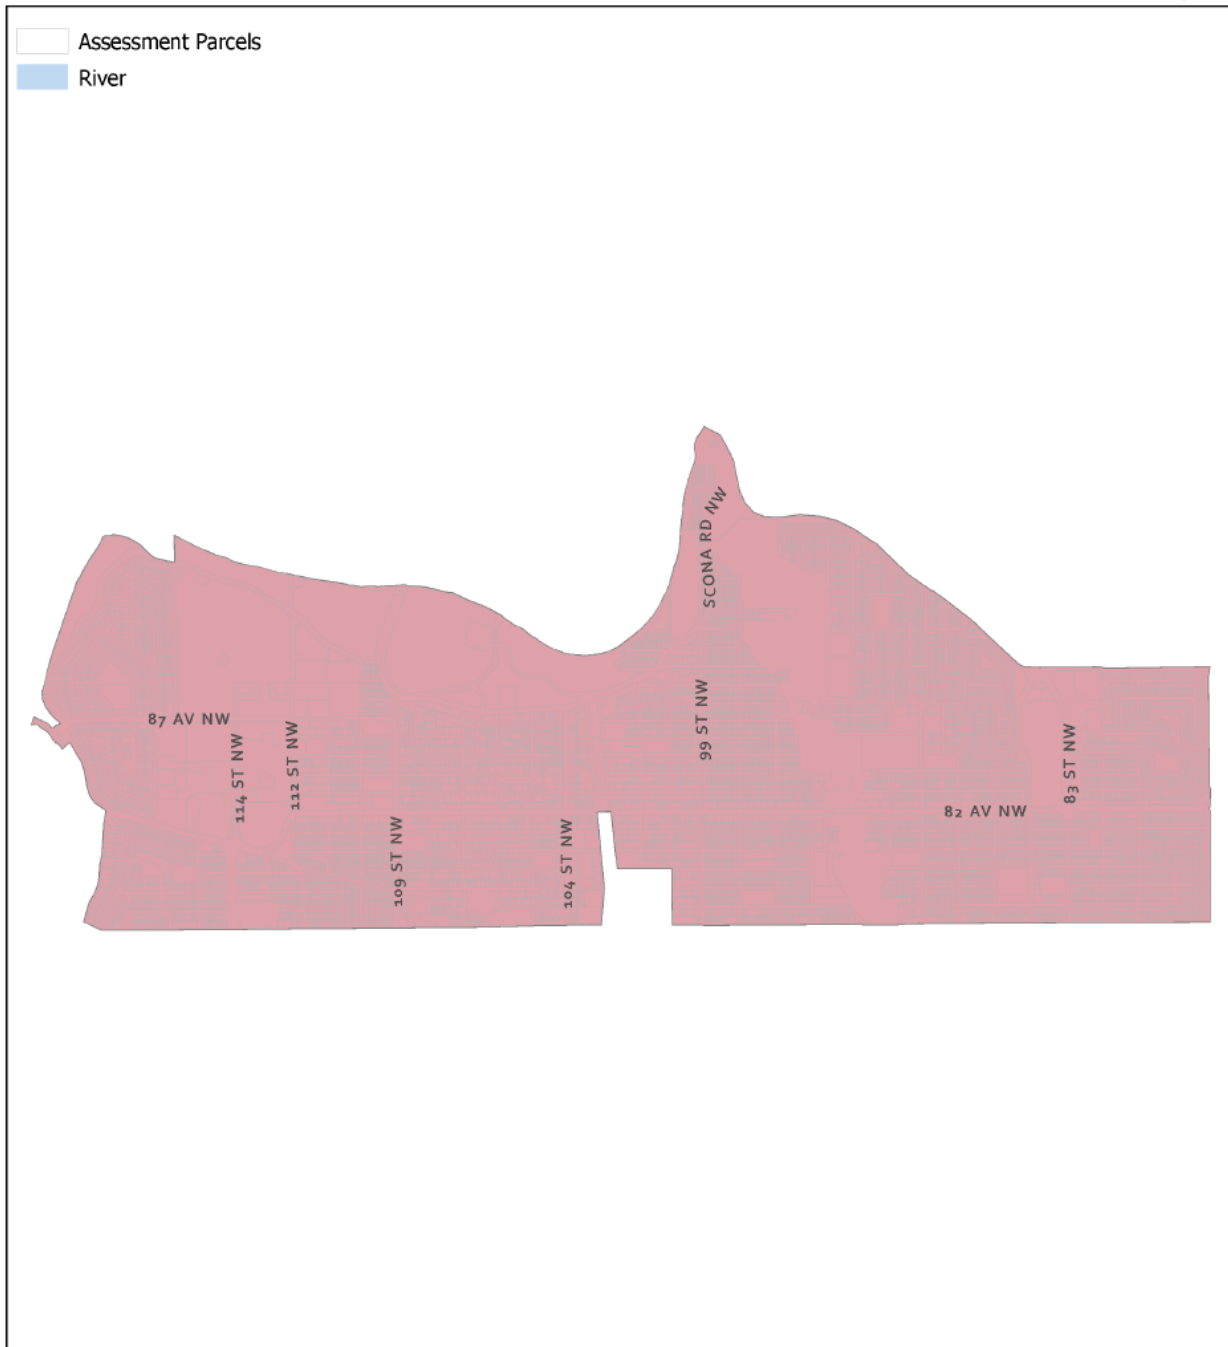 Assessment Parcels
River
SCONA RD NW
99 ST NW
87 AV NW
114 ST NW
112 ST NW
83 ST NW
82 AV NW
109 ST NW
104 ST NW